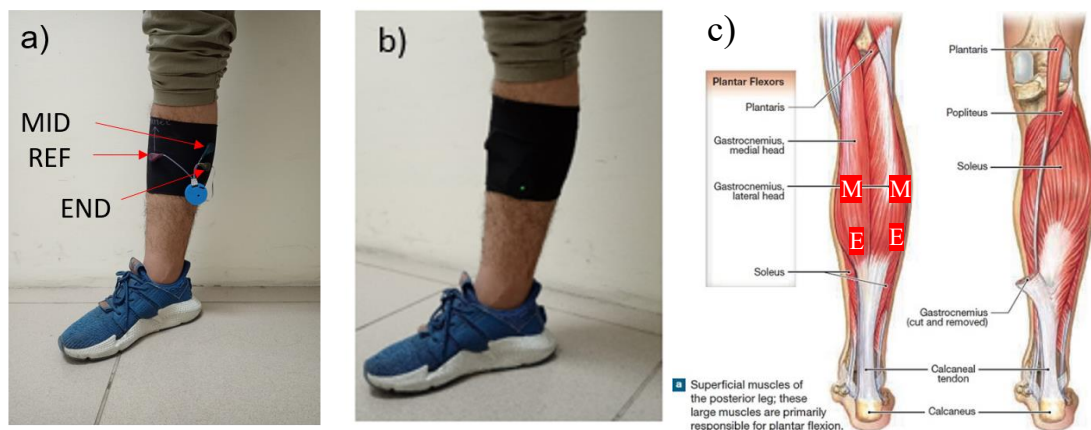 a)
MID
REF
END
b)
c)
Plantar Flexors
Plantaris
Gastrocnemius,
medial head
Gastrocnemius,
lateral head
M
M
E
E
Soleus
Plantaris
Popliteus
Soleus
Gastrocnemius
(cut and removed)
Calcaneal
tendon
Calcaneus
a Superficial muscles of
the posterior leg; these
large muscles are primarily
responsible for plantar flexion.